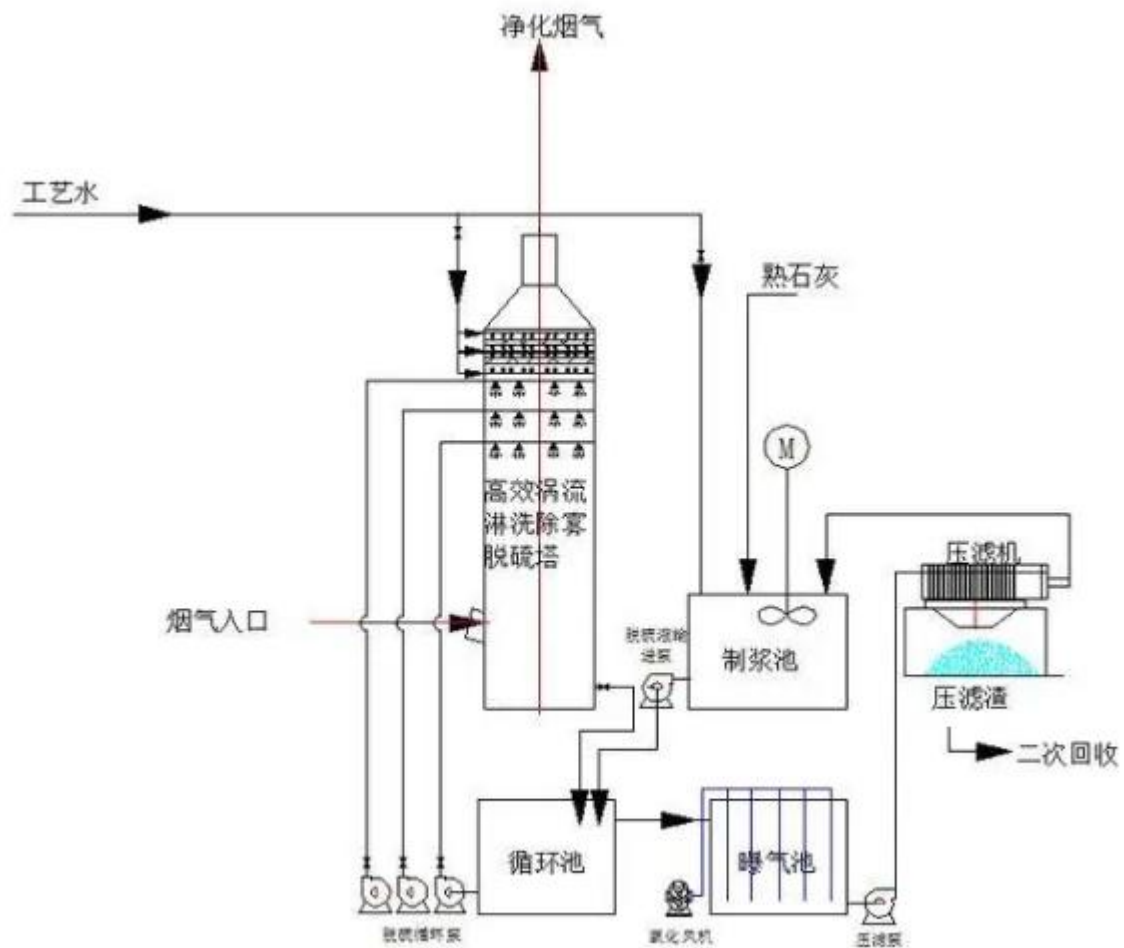 净化烟气
工艺水
熟石灰
M
高效涡流
淋洗除雾
脱硫塔
压滤机
烟气入口
脱硫液输
送泵
制浆池
压滤渣
二次回收
循环池
曝气池
脱硫循环泵
氧化风机
压滤泵